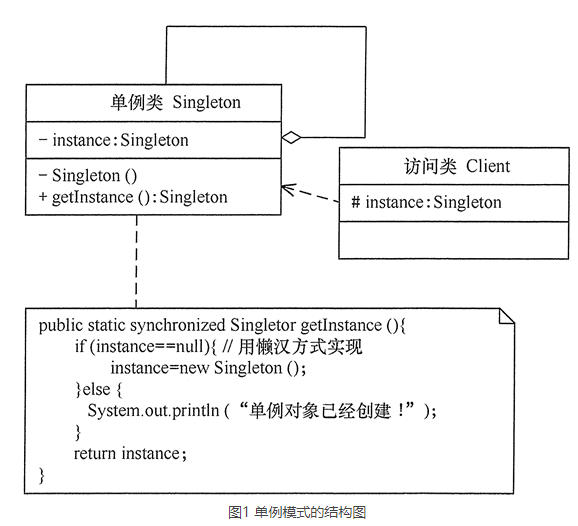 单例类 Singleton
- instance:Singleton
- Singleton ()
+ getInstance ():Singleton
访问类 Client
# instance:Singleton
public static synchronized Singletor getInstance (){
if (instance==null){ // 用懒汉方式实现
instance=new Singleton ();
}else {
System.out.println (“单例对象已经创建！”);
}
return instance;
}
图1 单例模式的结构图